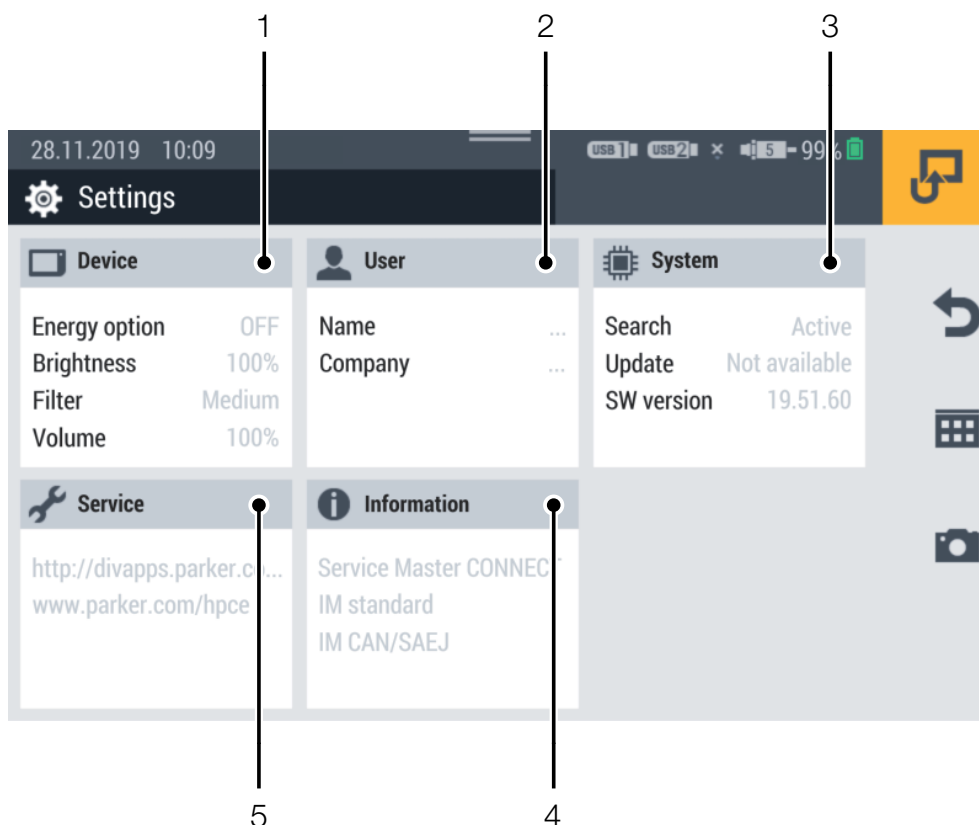 1 2 3
28.11.2019 10:09 USB 1 USB 2 5 99%
Settings
Device
Energy option OFF
Brightness 100%
Filter Medium
Volume 100%
User
Name ...
Company ...
System
Search Active
Update Not available
SW version 19.51.60
Service
http://divapps.parker.co...
www.parker.com/hpce
Information
Service Master CONNECT
IM standard
IM CAN/SAEJ
5 4